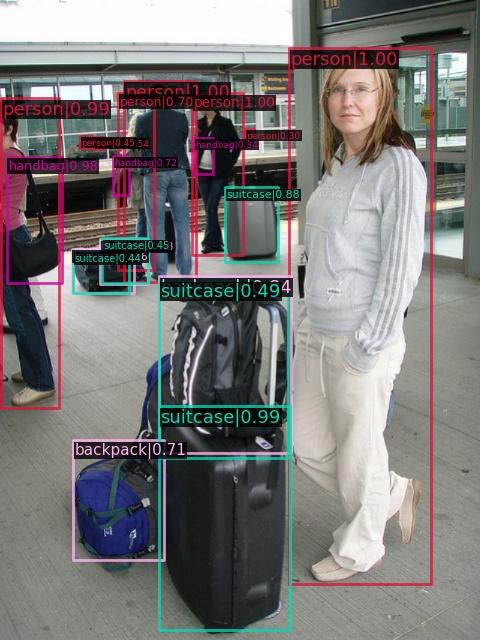 person|1.00
person|1.00
person|0.99
person|0.70
person|1.00
person|0.30
person|0.45
54
handbag|0.34
handbag|0.98
handbag|0.72
suitcase|0.88
suitcase|0.45
suitcase|0.44
suitcase|0.49
suitcase|0.99
backpack|0.71